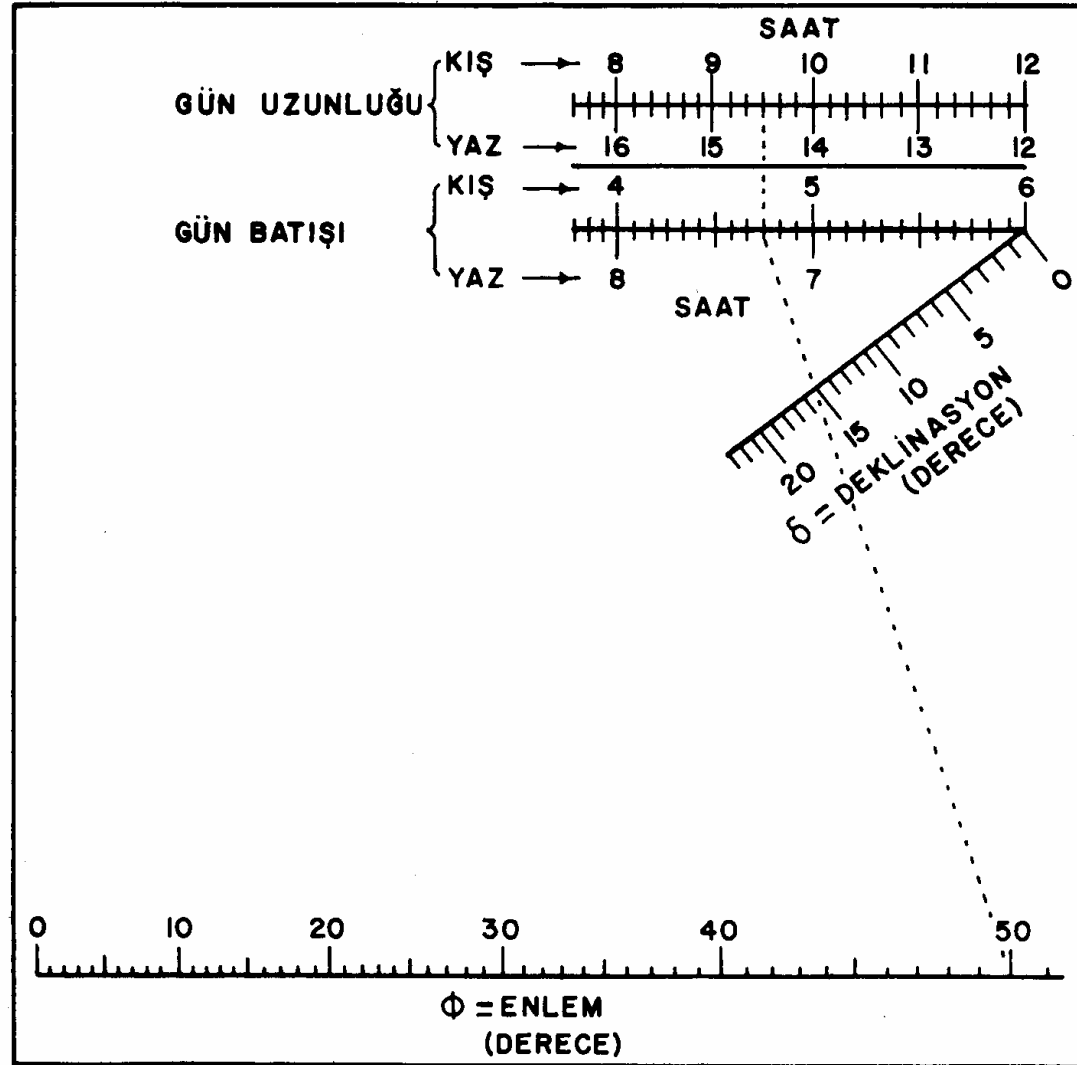 SAAT
KIŞ 8 9 10 11 12
GÜN UZUNLUĞU
YAZ 16 15 14 13 12
KIŞ 4 5 6
GÜN BATIŞI
YAZ 8 7
SAAT
0 5 10 15 20
δ = DEKLİNASYON
(DERECE)
0 10 20 30 40 50
Φ = ENLEM
(DERECE)